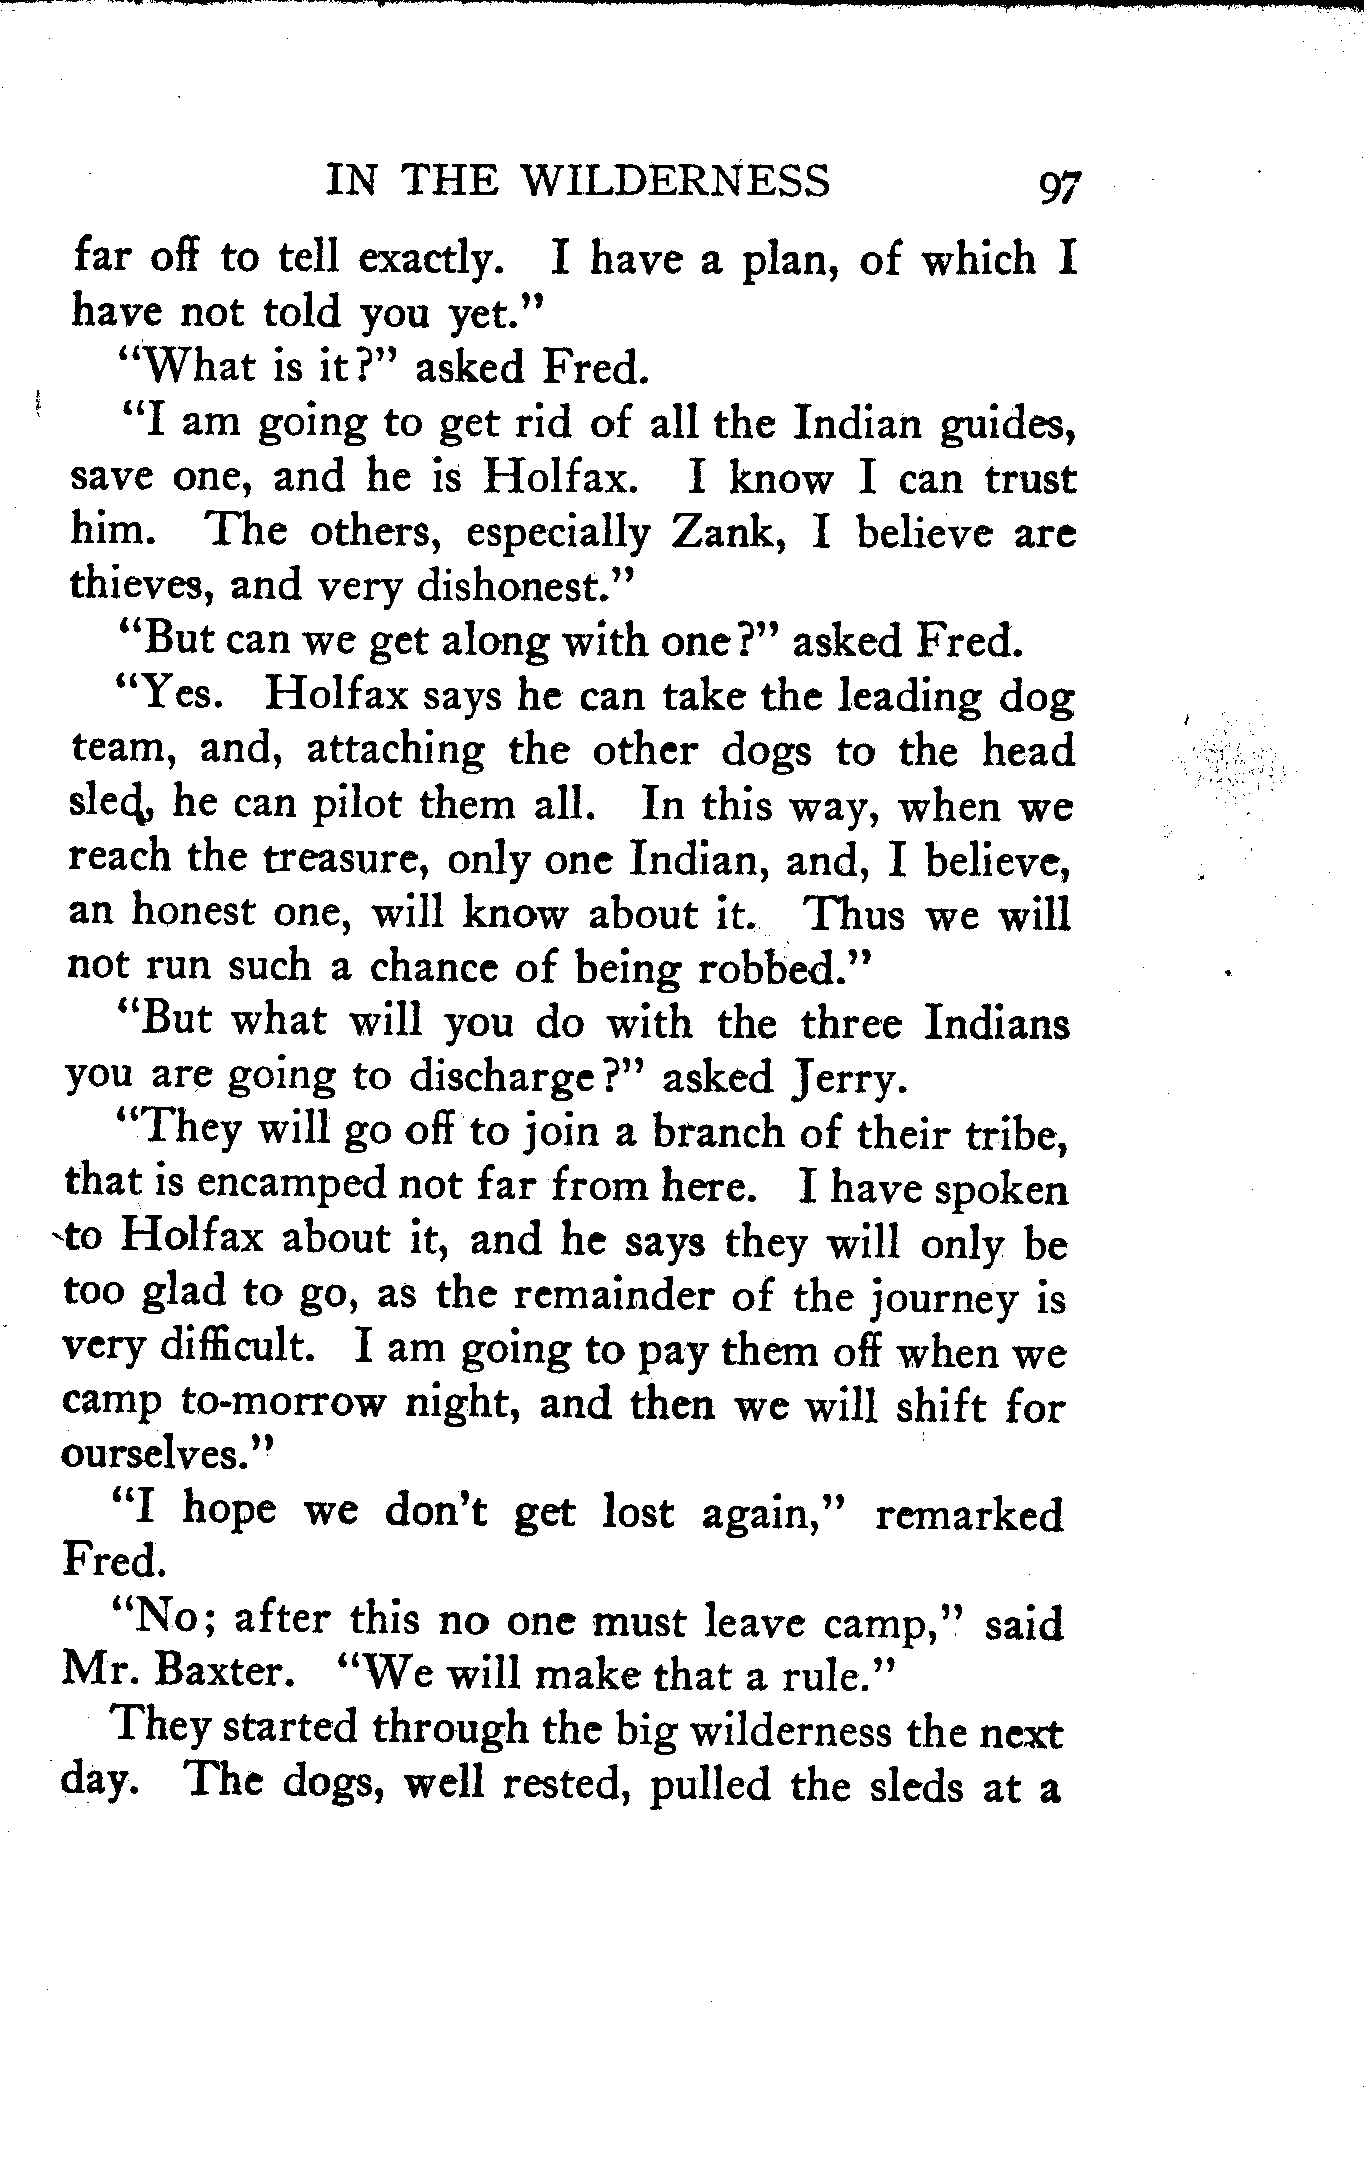 IN THE WILDERNESS 97
far off to tell exactly. I have a plan, of which I
have not told you yet."
"What is it?" asked Fred.
"I am going to get rid of all the Indian guides,
save one, and he is Holfax. I know I can trust
him. The others, especially Zank, I believe are
thieves, and very dishonest."
"But can we get along with one?" asked Fred.
"Yes. Holfax says he can take the leading dog
team, and, attaching the other dogs to the head
sled, he can pilot them all. In this way, when we
reach the treasure, only one Indian, and, I believe,
an honest one, will know about it. Thus we will
not run such a chance of being robbed."
"But what will you do with the three Indians
you are going to discharge?" asked Jerry.
"They will go off to join a branch of their tribe,
that is encamped not far from here. I have spoken
to Holfax about it, and he says they will only be
too glad to go, as the remainder of the journey is
very difficult. I am going to pay them off when we
camp to-morrow night, and then we will shift for
ourselves."
"I hope we don't get lost again," remarked
Fred.
"No; after this no one must leave camp," said
Mr. Baxter. "We will make that a rule."
They started through the big wilderness the next
day. The dogs, well rested, pulled the sleds at a